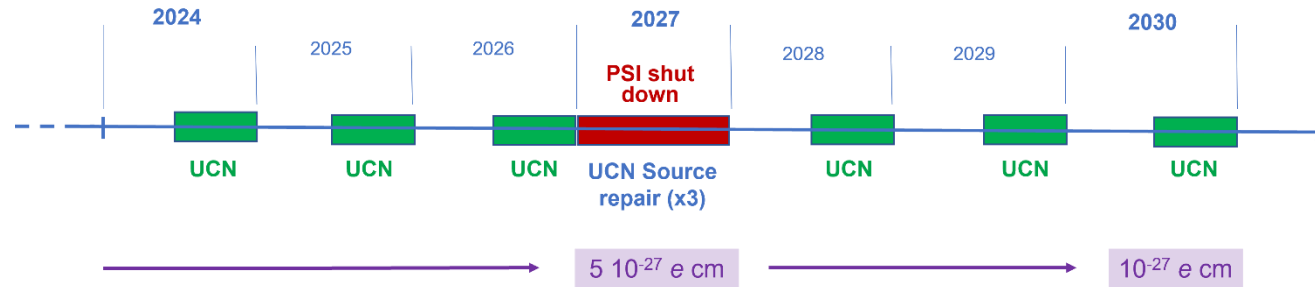 2024
2027
2030
2025
2026
2028
2029
PSI shut
down
UCN
UCN
UCN
UCN Source
repair (x3)
UCN
UCN
UCN
5 10⁻²⁷ e cm
10⁻²⁷ e cm